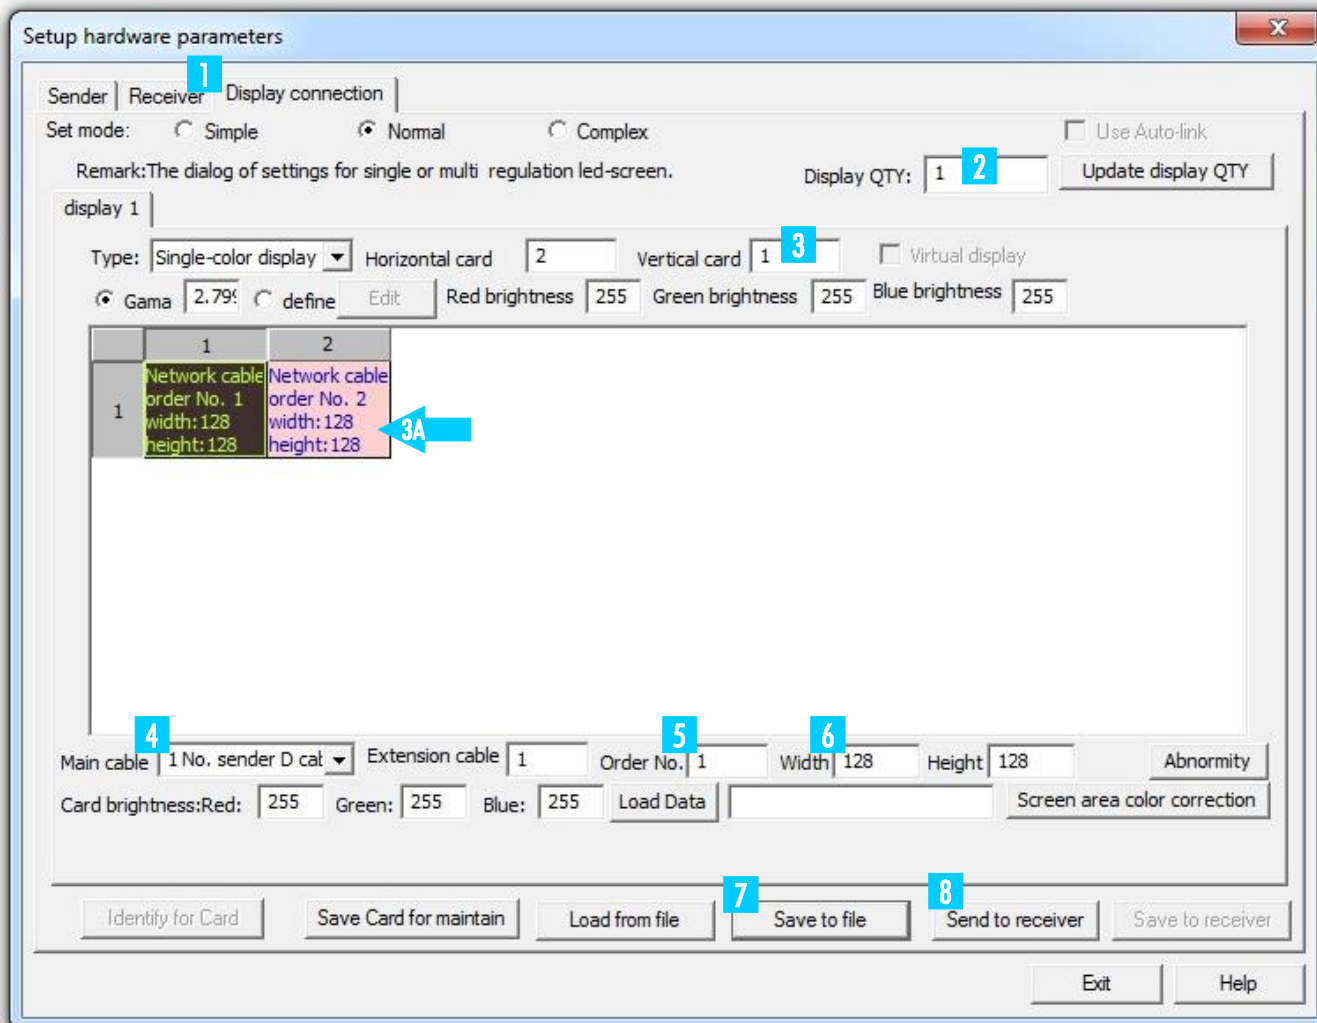 Setup hardware parameters
1
Sender Receiver Display connection
Set mode: Simple Normal Complex Use Auto-link
Remark:The dialog of settings for single or multi regulation led-screen. Display QTY: 1 2 Update display QTY
display 1
Type: Single-color display Horizontal card 2 Vertical card 1 3 Virtual display
Gama 2.799 define Edit Red brightness 255 Green brightness 255 Blue brightness 255
1 2
1
Network cable
order No. 1
width:128
height:128
Network cable
order No. 2
width:128
height:128
3A
4 5 6
Main cable 1 No. sender D cal Extension cable 1 Order No. 1 Width 128 Height 128 Abnormity
Card brightness:Red: 255 Green: 255 Blue: 255 Load Data Screen area color correction
7 8
Identify for Card Save Card for maintain Load from file Save to file Send to receiver Save to receiver
Exit Help